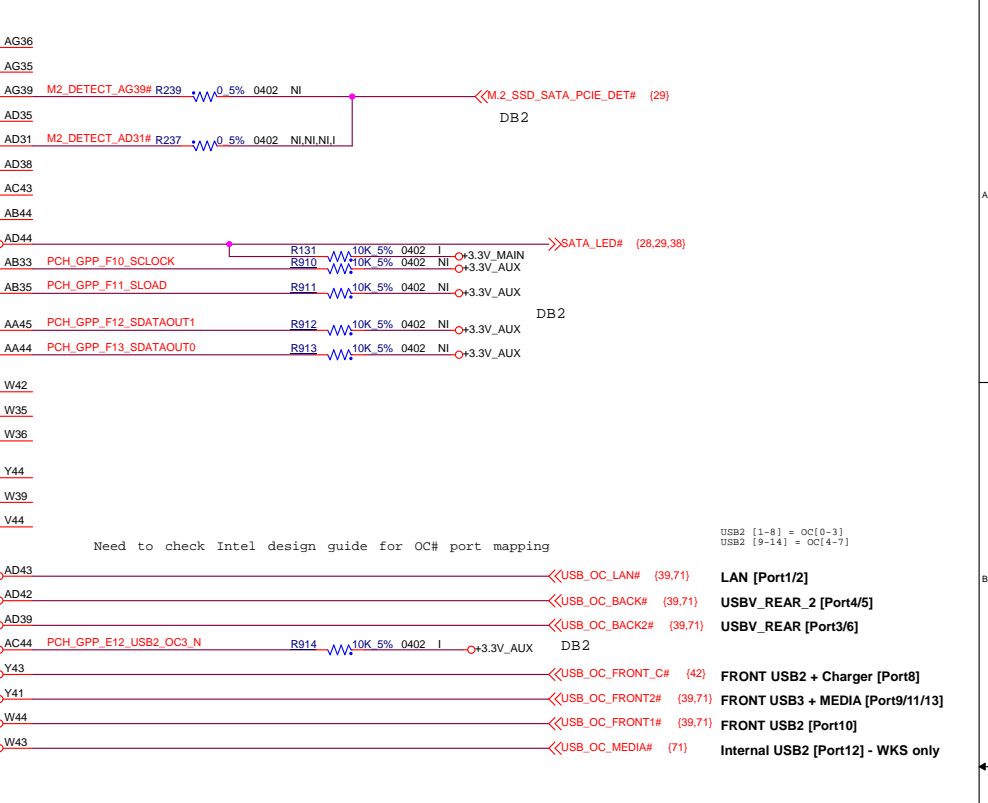 AG36
AG35
AG39 M2_DETECT_AG39# R239 0_5% 0402 NI M.2_SSD_SATA_PCIE_DET# {29}
AD35 DB2
AD31 M2_DETECT_AD31# R237 0_5% 0402 NI,NI,NI,I
AD38
AC43
AB44
A
AD44 SATA_LED# {28,29,38}
R131 10K_5% 0402 I +3.3V_MAIN
AB33 PCH_GPP_F10_SCLOCK R910 10K_5% 0402 NI +3.3V_AUX
AB35 PCH_GPP_F11_SLOAD R911 10K_5% 0402 NI +3.3V_AUX
DB2
AA45 PCH_GPP_F12_SDATAOUT1 R912 10K_5% 0402 NI +3.3V_AUX
AA44 PCH_GPP_F13_SDATAOUT0 R913 10K_5% 0402 NI +3.3V_AUX
W42
W35
W36
Y44
W39
V44
USB2 [1-8] = OC[0-3]
USB2 [9-14] = OC[4-7]
Need to check Intel design guide for OC# port mapping
AD43 USB_OC_LAN# {39,71} LAN [Port1/2]
B
AD42 USB_OC_BACK# {39,71} USBV_REAR_2 [Port4/5]
AD39 USB_OC_BACK2# {39,71} USBV_REAR [Port3/6]
AC44 PCH_GPP_E12_USB2_OC3_N R914 10K_5% 0402 I +3.3V_AUX DB2
Y43 USB_OC_FRONT_C# {42} FRONT USB2 + Charger [Port8]
Y41 USB_OC_FRONT2# {39,71} FRONT USB3 + MEDIA [Port9/11/13]
W44 USB_OC_FRONT1# {39,71} FRONT USB2 [Port10]
W43 USB_OC_MEDIA# {71} Internal USB2 [Port12] - WKS only